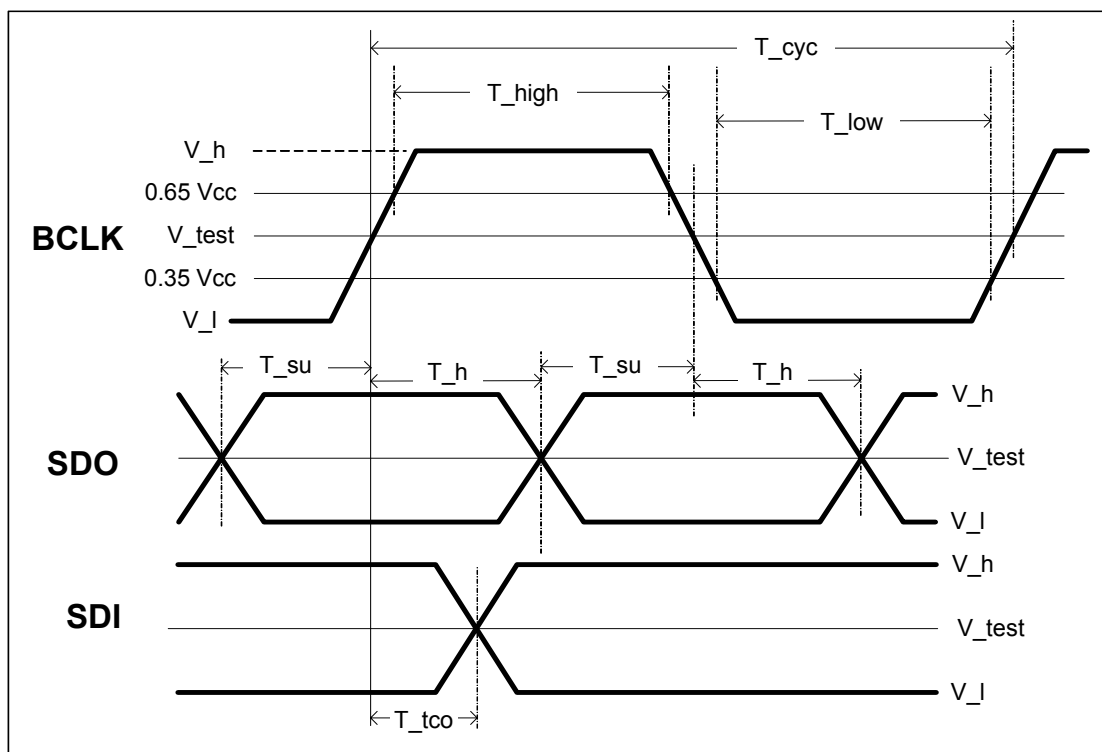 T_cyc
T_high
T_low
V_h
0.65 Vcc
BCLK
V_test
0.35 Vcc
V_l
T_su
T_h
T_su
T_h
V_h
SDO
V_test
V_l
V_h
SDI
V_test
V_l
T_tco